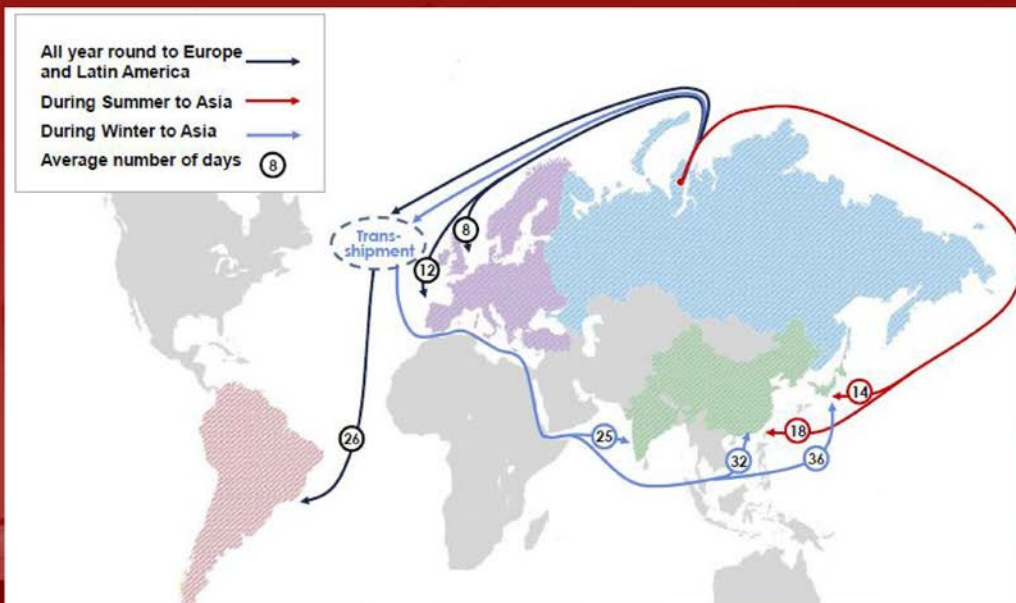 All year round to Europe
and Latin America
During Summer to Asia
During Winter to Asia
Average number of days 8
Trans-
shipment
8
12
26
25
32
36
14
18